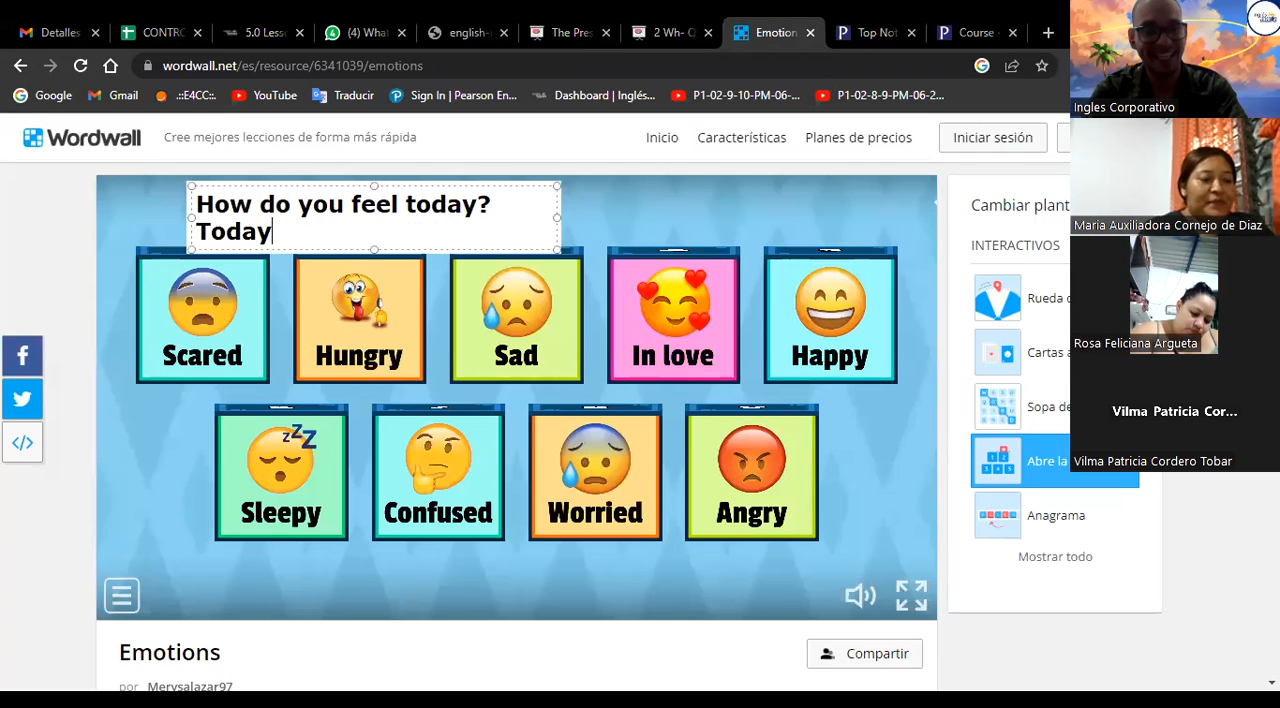 Detalles
CONTRC
5.0 Less
(4) Wha
english-
The Pres
2 Wh- Q
Emotion
Top Not
Course -
wordwall.net/es/resource/6341039/emotions
Google
Gmail
.::E4CC::.
YouTube
Traducir
Sign In | Pearson En...
Dashboard | Inglés...
P1-02-9-10-PM-06-...
P1-02-8-9-PM-06-2...
Ingles Corporativo
Wordwall
Cree mejores lecciones de forma más rápida
Inicio
Características
Planes de precios
Iniciar sesión
How do you feel today?
Today
Cambiar plant
Maria Auxiliadora Cornejo de Diaz
INTERACTIVOS
Rueda d
Scared
Hungry
Sad
In love
Happy
Cartas a
Rosa Feliciana Argueta
Sopa de
Vilma Patricia Cor...
Abre la
Vilma Patricia Cordero Tobar
Sleepy
Confused
Worried
Angry
Anagrama
Mostrar todo
Emotions
Compartir
por Merysalazar97